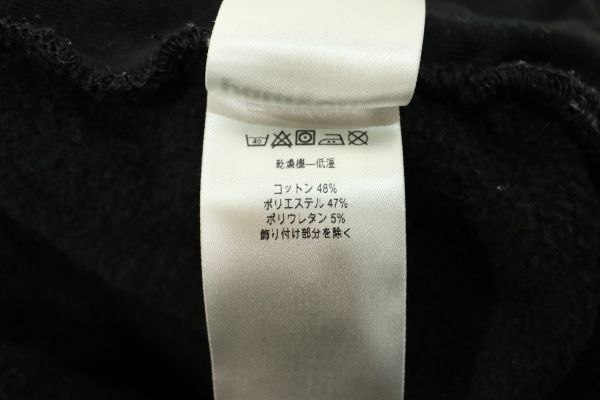 40
乾燥機—低温
コットン 48%
ポリエステル 47%
ポリウレタン 5%
飾り付け部分を除く